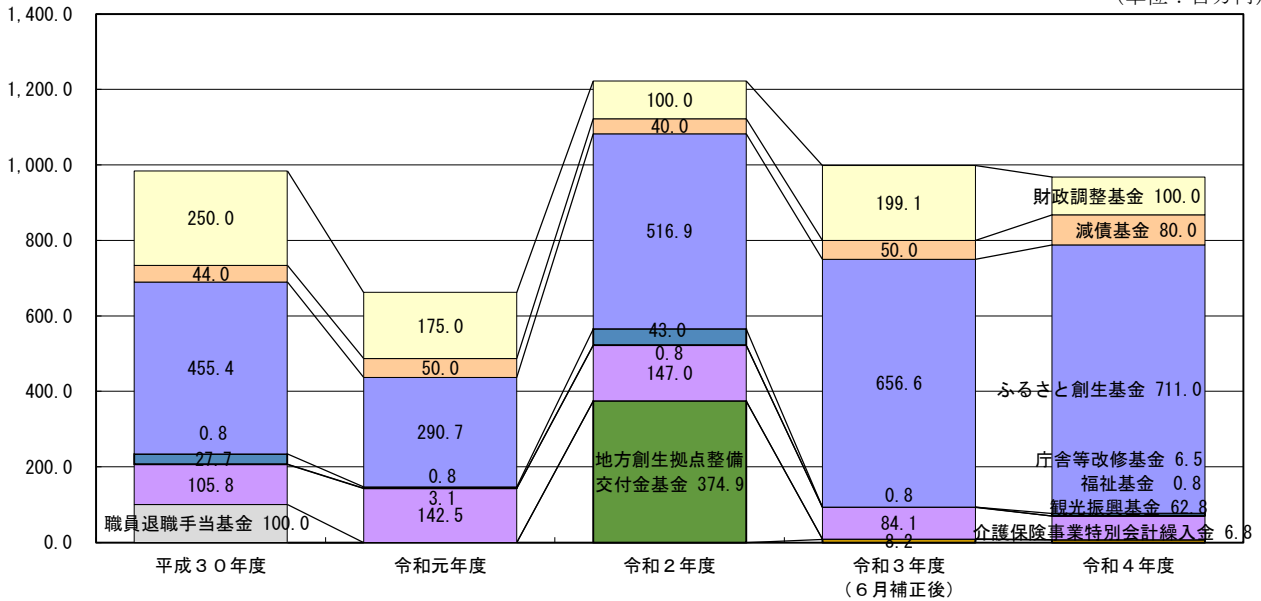 (単位：百万円)
1,400.0
1,200.0
1,000.0
800.0
600.0
400.0
200.0
0.0
250.0
44.0
455.4
0.8
27.7
105.8
職員退職手当基金 100.0
175.0
50.0
290.7
0.8
3.1
142.5
100.0
40.0
516.9
43.0
0.8
147.0
地方創生拠点整備
交付金基金 374.9
199.1
50.0
656.6
0.8
84.1
8.2
財政調整基金 100.0
減債基金 80.0
ふるさと創生基金 711.0
庁舎等改修基金 6.5
福祉基金 0.8
観光振興基金 62.8
介護保険事業特別会計繰入金 6.8
平成３０年度
令和元年度
令和２年度
令和３年度
(６月補正後)
令和４年度